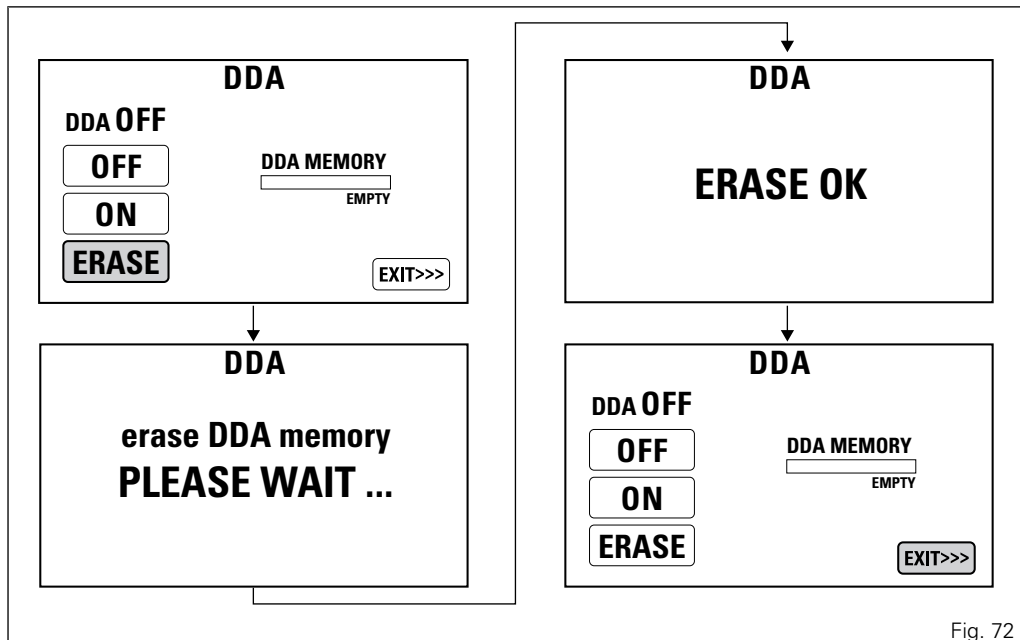 DDA
DDA OFF
OFF
ON
ERASE
DDA MEMORY
EMPTY
EXIT>>>
DDA
erase DDA memory
PLEASE WAIT ...
DDA
ERASE OK
DDA
DDA OFF
OFF
ON
ERASE
DDA MEMORY
EMPTY
EXIT>>>
Fig. 72